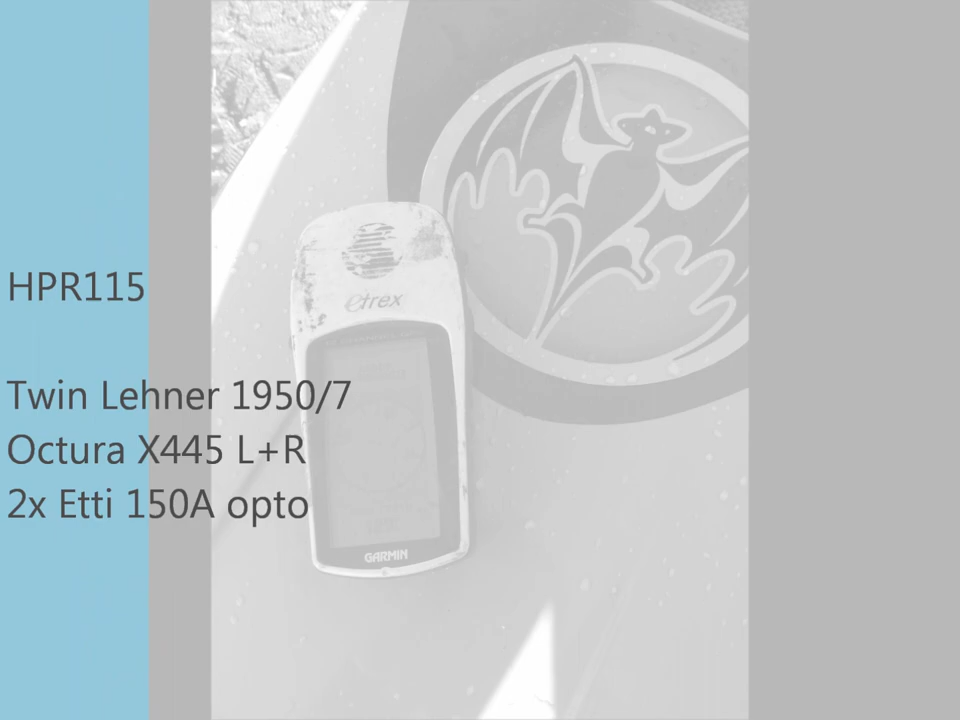 HPR115
Twin Lehner 1950/7
Octura X445 L+R
2x Etti 150A opto
etrex
GARMIN